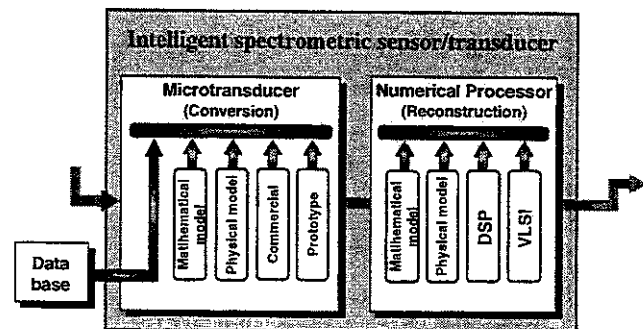 Intelligent spectrometric sensor/transducer
Microtransducer
(Conversion)
Mathematical
model
Physical model
Commercial
Prototype
Numerical Processor
(Reconstruction)
Mathematical
model
Physical model
DSP
VLSI
Data
base